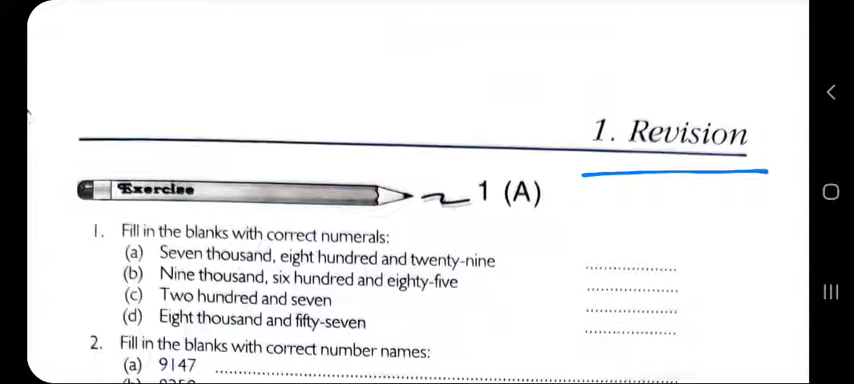 1. Revision
Exercise 1 (A)
1. Fill in the blanks with correct numerals:
(a) Seven thousand, eight hundred and twenty-nine ....................
(b) Nine thousand, six hundred and eighty-five ....................
(c) Two hundred and seven ....................
(d) Eight thousand and fifty-seven ....................
2. Fill in the blanks with correct number names:
(a) 9147 ....................